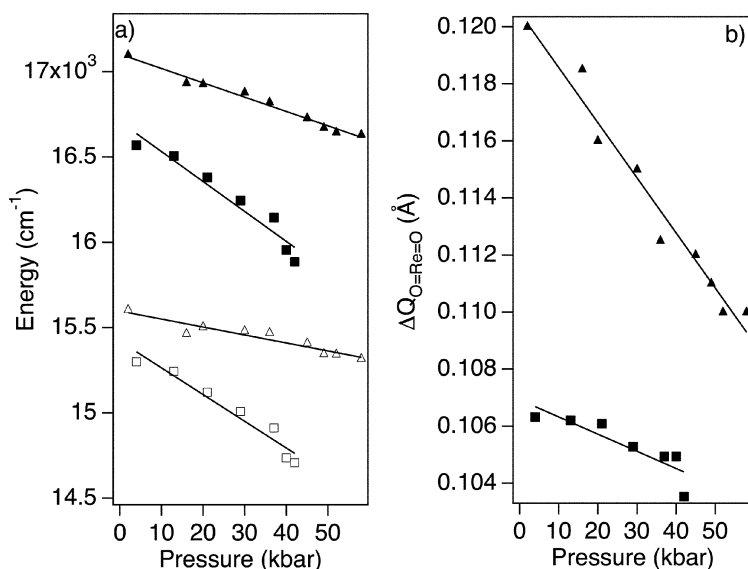 a)
17x10³
16.5
16
15.5
15
14.5
Energy (cm⁻¹)
0 10 20 30 40 50
Pressure (kbar)
b)
0.120
0.118
0.116
0.114
0.112
0.110
0.108
0.106
0.104
ΔQ_O=Re=O (Å)
0 10 20 30 40 50
Pressure (kbar)